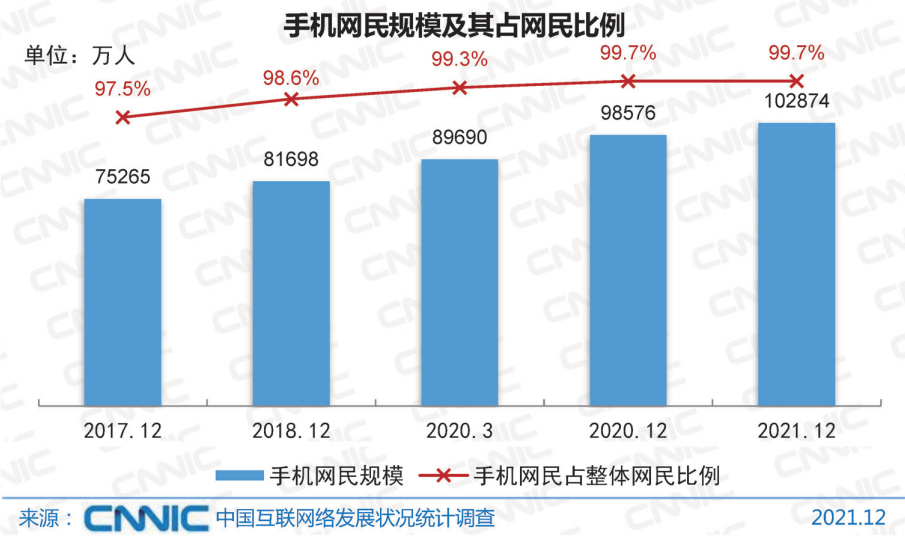 手机网民规模及其占网民比例
单位：万人
97.5% 98.6% 99.3% 99.7% 99.7%
75265 81698 89690 98576 102874
2017.12 2018.12 2020.3 2020.12 2021.12
手机网民规模 手机网民占整体网民比例
来源： CNNIC 中国互联网络发展状况统计调查 2021.12